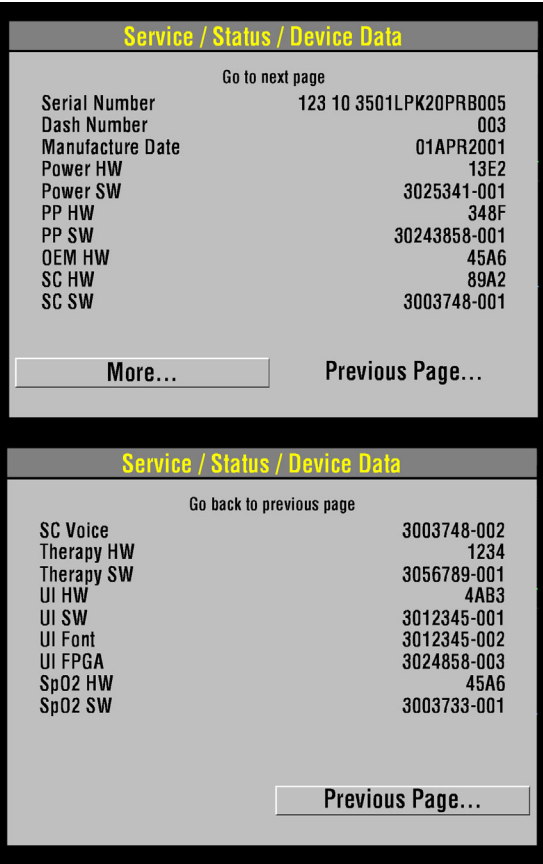 Service / Status / Device Data
Go to next page
Serial Number 123 10 3501LPK20PRB005
Dash Number 003
Manufacture Date 01APR2001
Power HW 13E2
Power SW 3025341-001
PP HW 348F
PP SW 30243858-001
OEM HW 45A6
SC HW 89A2
SC SW 3003748-001
More... Previous Page...
Service / Status / Device Data
Go back to previous page
SC Voice 3003748-002
Therapy HW 1234
Therapy SW 3056789-001
UI HW 4AB3
UI SW 3012345-001
UI Font 3012345-002
UI FPGA 3024858-003
SpO2 HW 45A6
SpO2 SW 3003733-001
Previous Page...